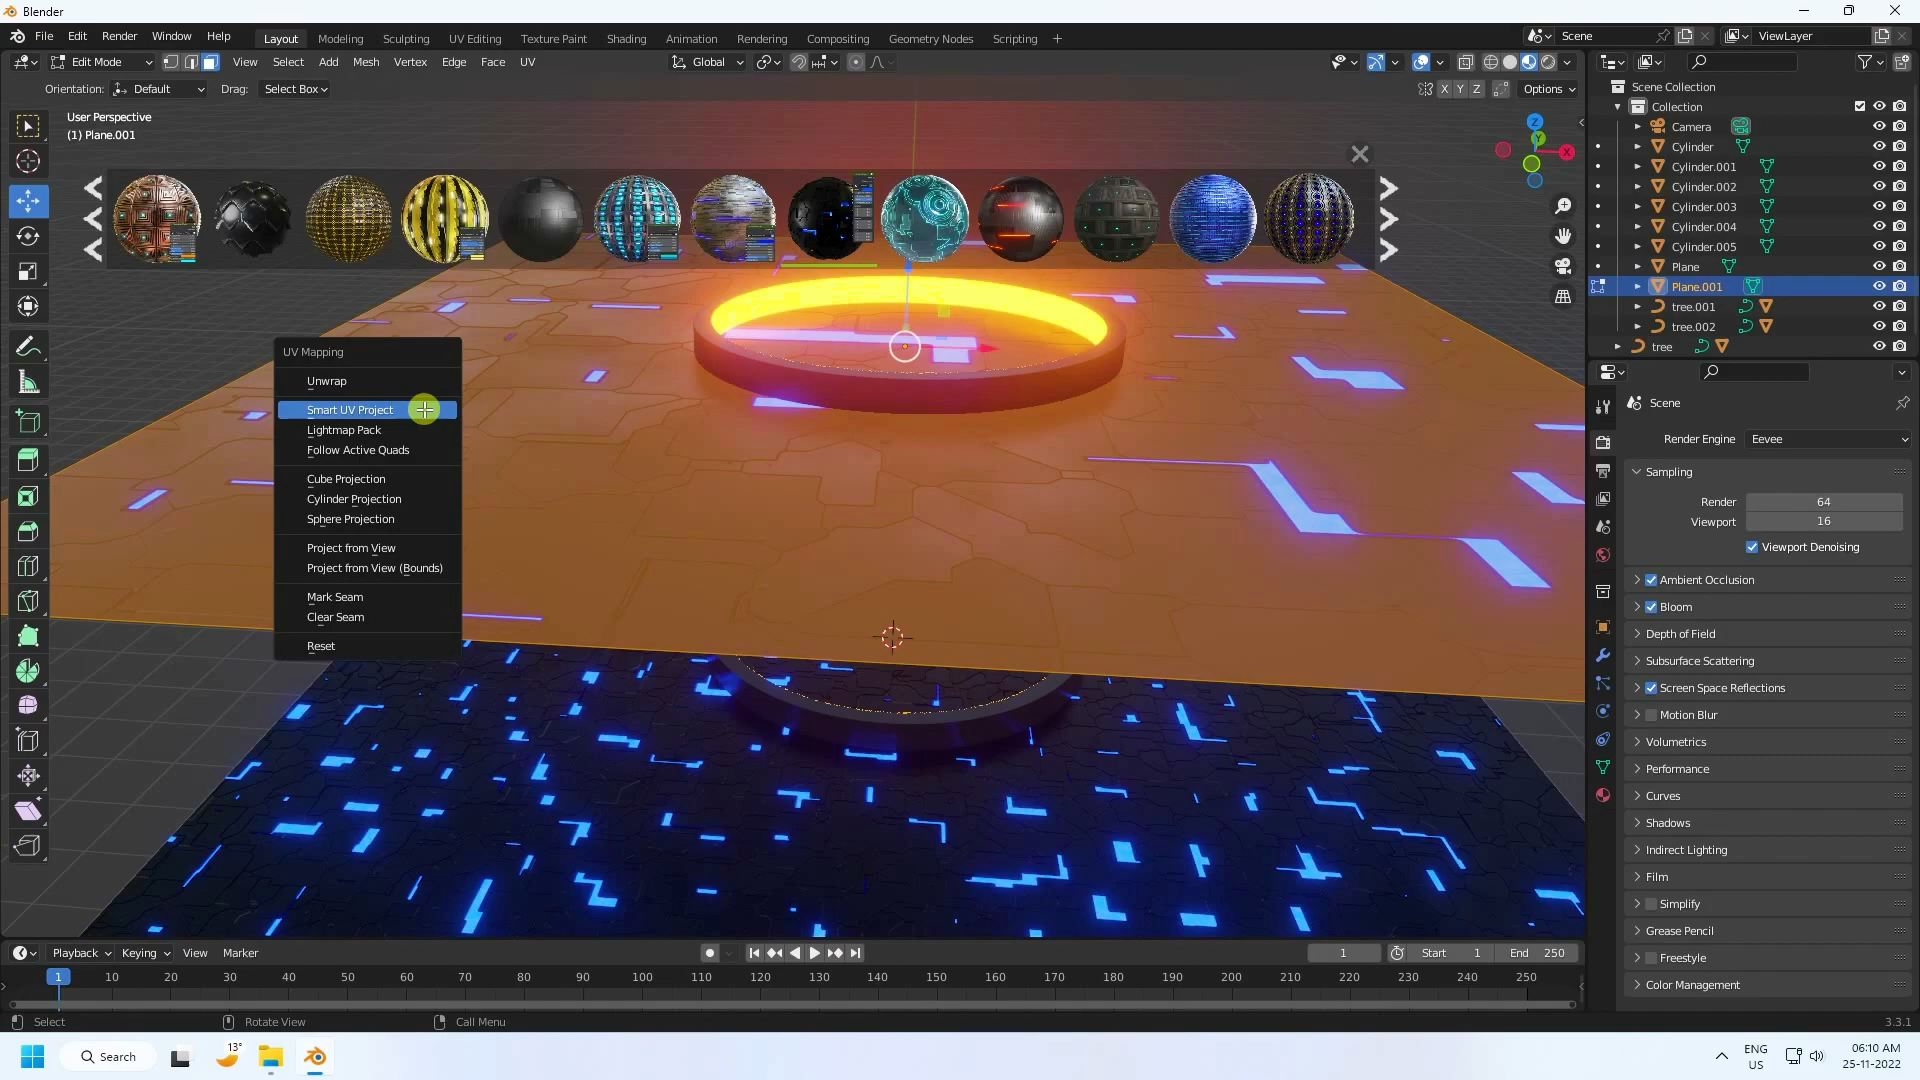 Blender
File Edit Render Window Help
Layout Modeling Sculpting UV Editing Texture Paint Shading Animation Rendering Compositing Geometry Nodes Scripting +
Scene
ViewLayer
Edit Mode
View Select Add Mesh Vertex Edge Face UV
Global
Orientation: Default Drag: Select Box
X Y Z Options
User Perspective
(1) Plane.001
Z
Y
X
Scene Collection
Collection
Camera
Cylinder
Cylinder.001
Cylinder.002
Cylinder.003
Cylinder.004
Cylinder.005
Plane
Plane.001
tree.001
tree.002
tree
UV Mapping
Unwrap
Smart UV Project
Lightmap Pack
Follow Active Quads
Cube Projection
Cylinder Projection
Sphere Projection
Project from View
Project from View (Bounds)
Mark Seam
Clear Seam
Reset
Scene
Render Engine Eevee
Sampling
Render 64
Viewport 16
Viewport Denoising
Ambient Occlusion
Bloom
Depth of Field
Subsurface Scattering
Screen Space Reflections
Motion Blur
Volumetrics
Performance
Curves
Shadows
Indirect Lighting
Film
Simplify
Grease Pencil
Freestyle
Color Management
Playback Keying View Marker
1 Start 1 End 250
1 10 20 30 40 50 60 70 80 90 100 110 120 130 140 150 160 170 180 190 200 210 220 230 240 250
Select Rotate View Call Menu
3.3.1
Search
13°
ENG
US
06:10 AM
25-11-2022